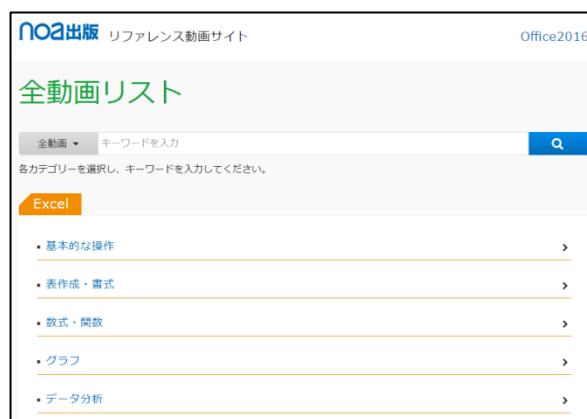 noa出版 リファレンス動画サイト Office2016
全動画リスト
全動画 キーワードを入力
各カテゴリーを選択し、キーワードを入力してください。
Excel
基本的な操作
表作成・書式
数式・関数
グラフ
データ分析